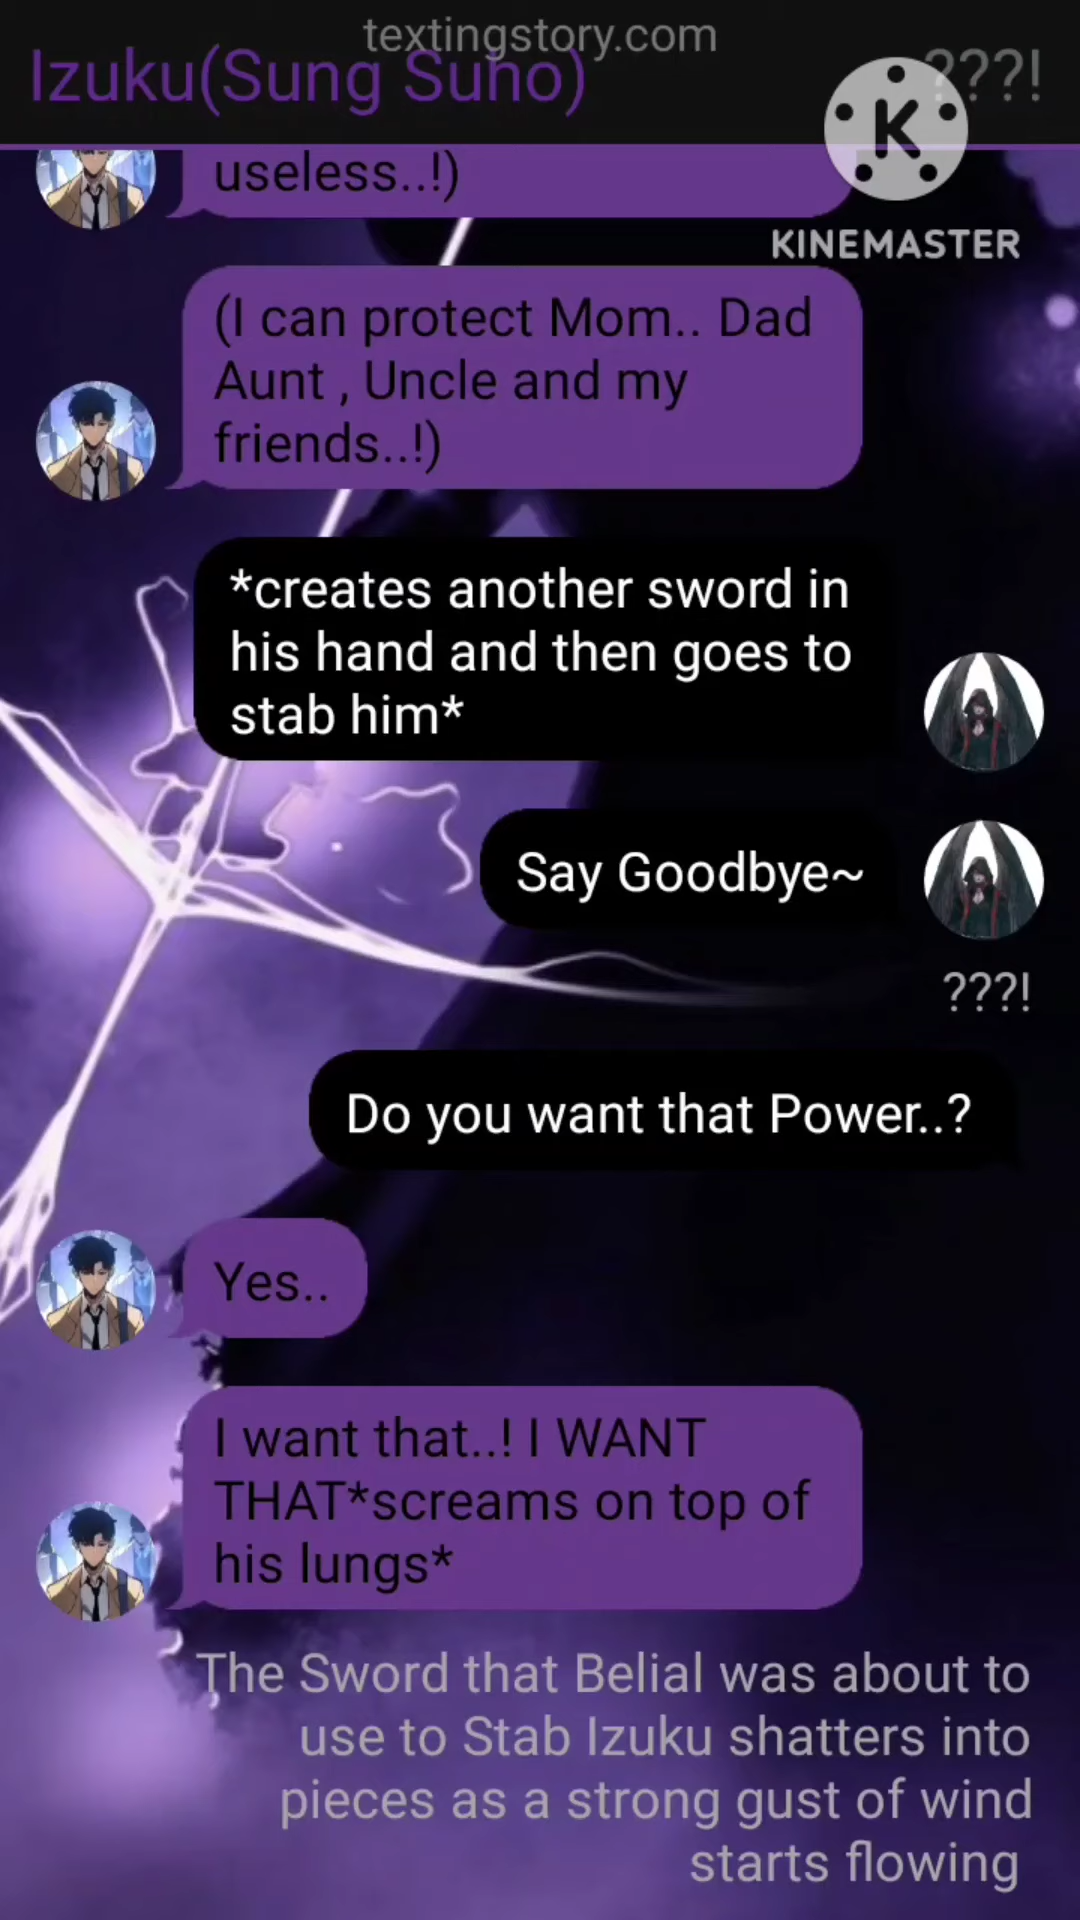 textingstory.com
Izuku(Sung Suho)
???!
K
KINEMASTER
useless..!)
(I can protect Mom.. Dad
Aunt , Uncle and my
friends..!)
*creates another sword in
his hand and then goes to
stab him*
Say Goodbye~
???!
Do you want that Power..?
Yes..
I want that..! I WANT
THAT*screams on top of
his lungs*
The Sword that Belial was about to
use to Stab Izuku shatters into
pieces as a strong gust of wind
starts flowing